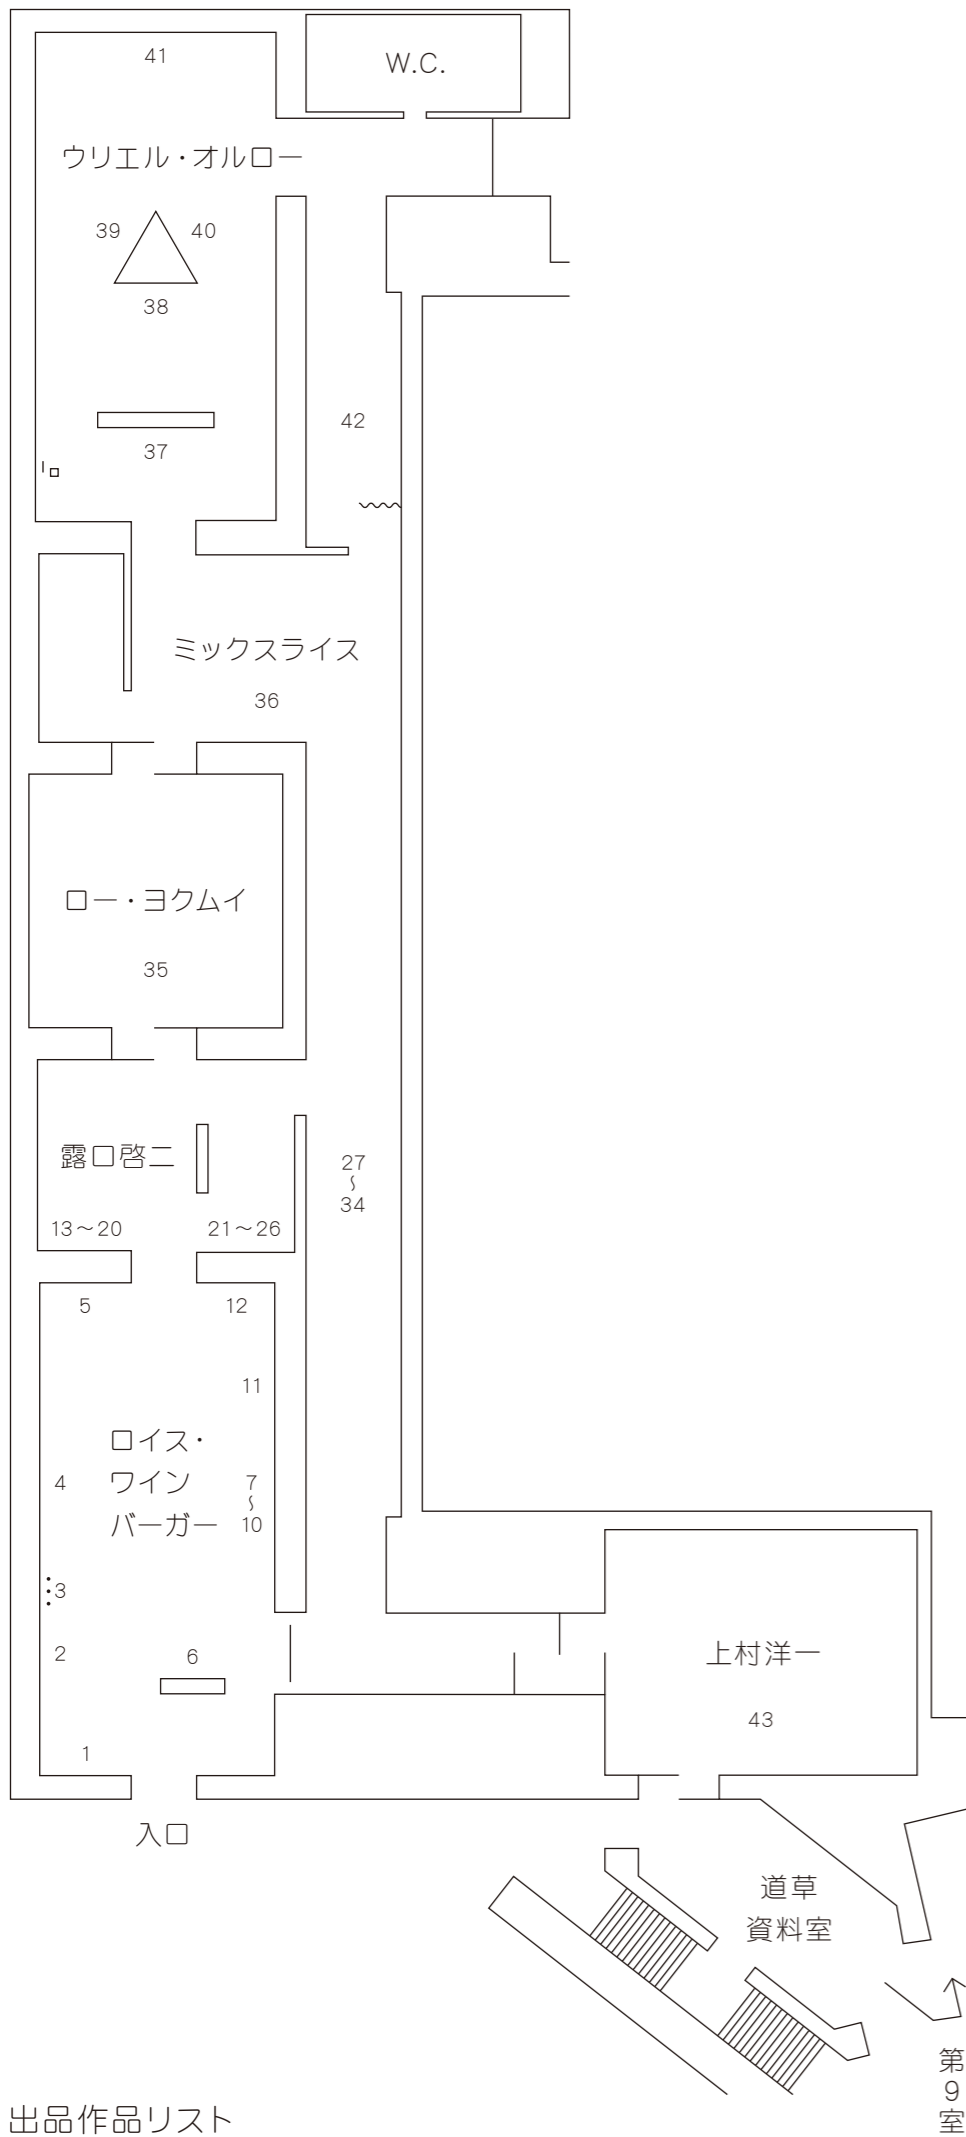 41
W.C.
ウリエル・オルロー
39
40
38
42
37
ミックスライス
36
ロー・ヨクムイ
35
露口啓二
27
〜
34
13〜20
21〜26
5
12
11
ロイス・
ワイン
バーガー
4
7
〜
10
3
2
6
上村洋一
43
1
入口
道草
資料室
第9室
出品作品リスト